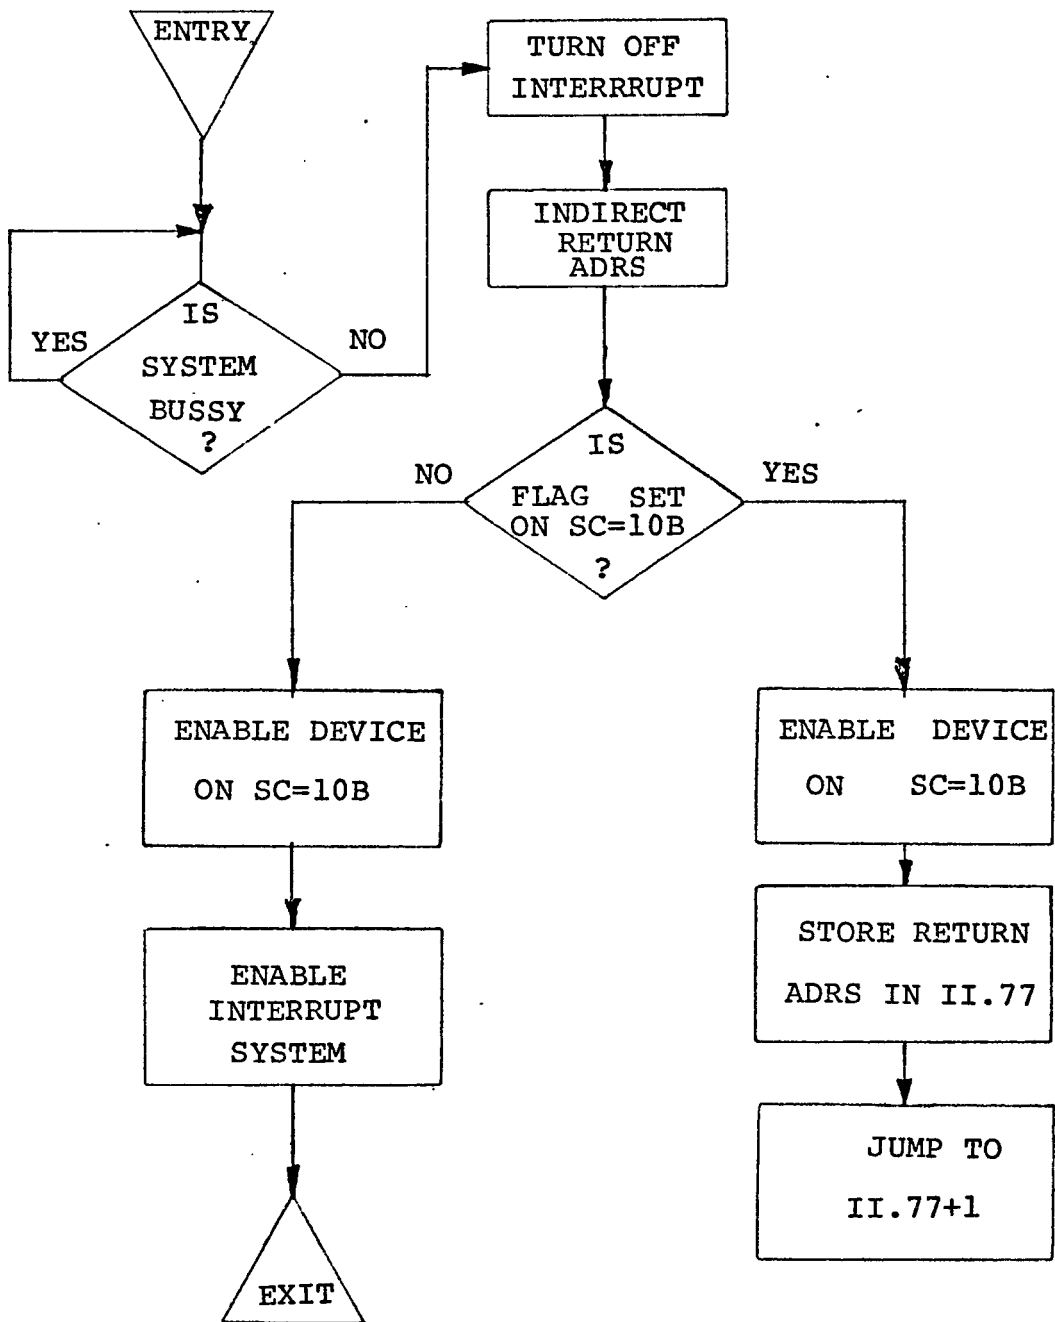 ENTRY
IS
SYSTEM
BUSSY
?
YES
NO
TURN OFF
INTERRRUPT
INDIRECT
RETURN
ADRS
IS
FLAG SET
ON SC=10B
?
NO
YES
ENABLE DEVICE
ON SC=10B
ENABLE
INTERRUPT
SYSTEM
EXIT
ENABLE DEVICE
ON SC=10B
STORE RETURN
ADRS IN II.77
JUMP TO
II.77+1